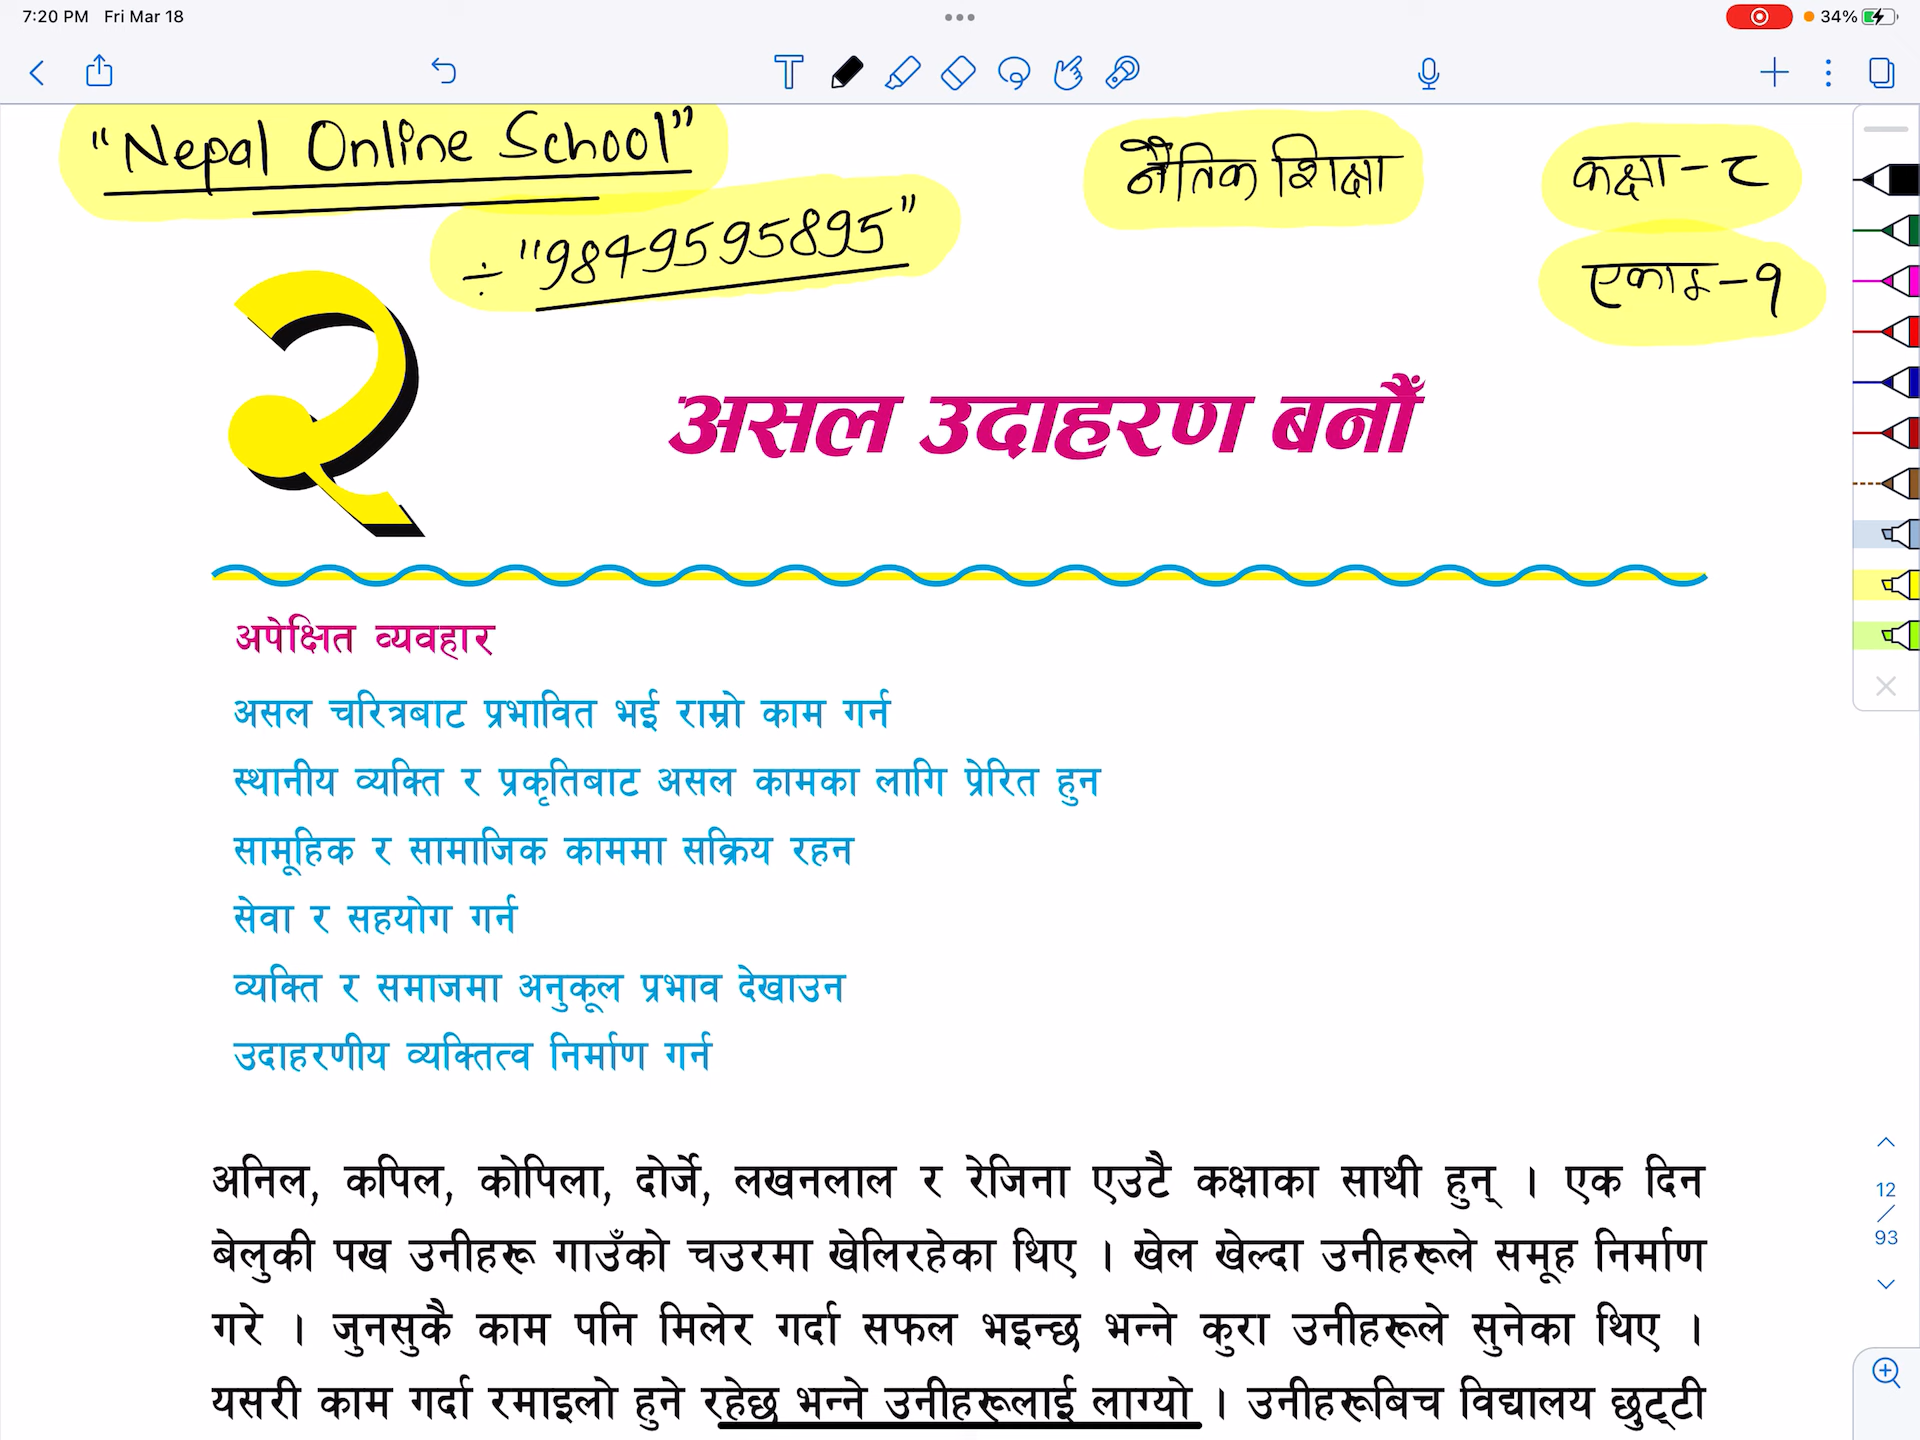 7:20 PM Fri Mar 18
34%
"Nepal Online School"
नैतिक शिक्षा
कक्षा-८
÷ "9849595895"
एकाइ-१
२
असल उदाहरण बनौँ
अपेक्षित व्यवहार
असल चरित्रबाट प्रभावित भई राम्रो काम गर्न
स्थानीय व्यक्ति र प्रकृतिबाट असल कामका लागि प्रेरित हुन
सामूहिक र सामाजिक काममा सक्रिय रहन
सेवा र सहयोग गर्न
व्यक्ति र समाजमा अनुकूल प्रभाव देखाउन
उदाहरणीय व्यक्तित्व निर्माण गर्न
अनिल, कपिल, कोपिला, दोर्जे, लखनलाल र रेजिना एउटै कक्षाका साथी हुन् । एक दिन
बेलुकी पख उनीहरू गाउँको चउरमा खेलिरहेका थिए । खेल खेल्दा उनीहरूले समूह निर्माण
गरे । जुनसुकै काम पनि मिलेर गर्दा सफल भइन्छ भन्ने कुरा उनीहरूले सुनेका थिए ।
यसरी काम गर्दा रमाइलो हुने रहेछ भन्ने उनीहरूलाई लाग्यो । उनीहरूबिच विद्यालय छुट्टी
12
/
93